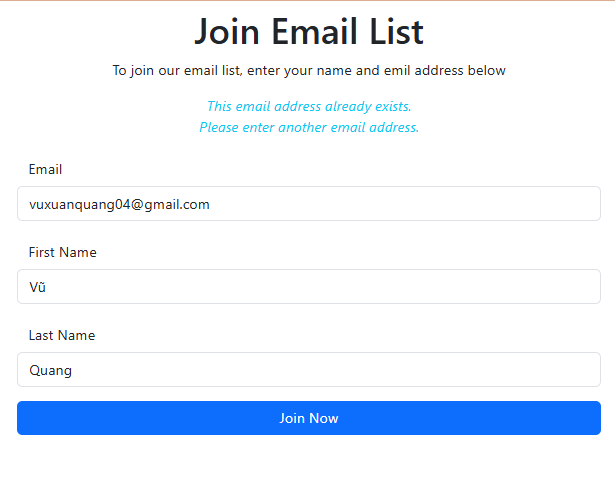 Join Email List
To join our email list, enter your name and emil address below
This email address already exists.
Please enter another email address.
Email
vuxuanquang04@gmail.com
First Name
Vũ
Last Name
Quang
Join Now